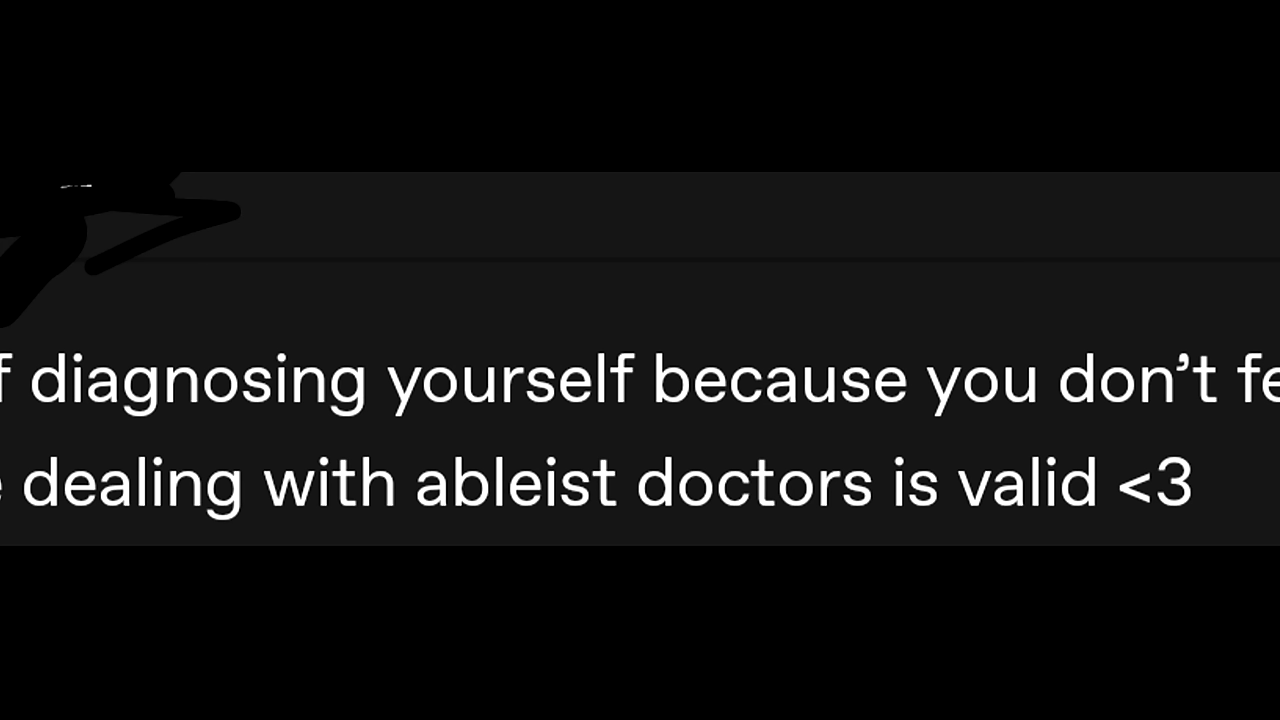 diagnosing yourself because you don’t
dealing with ableist doctors is valid <3